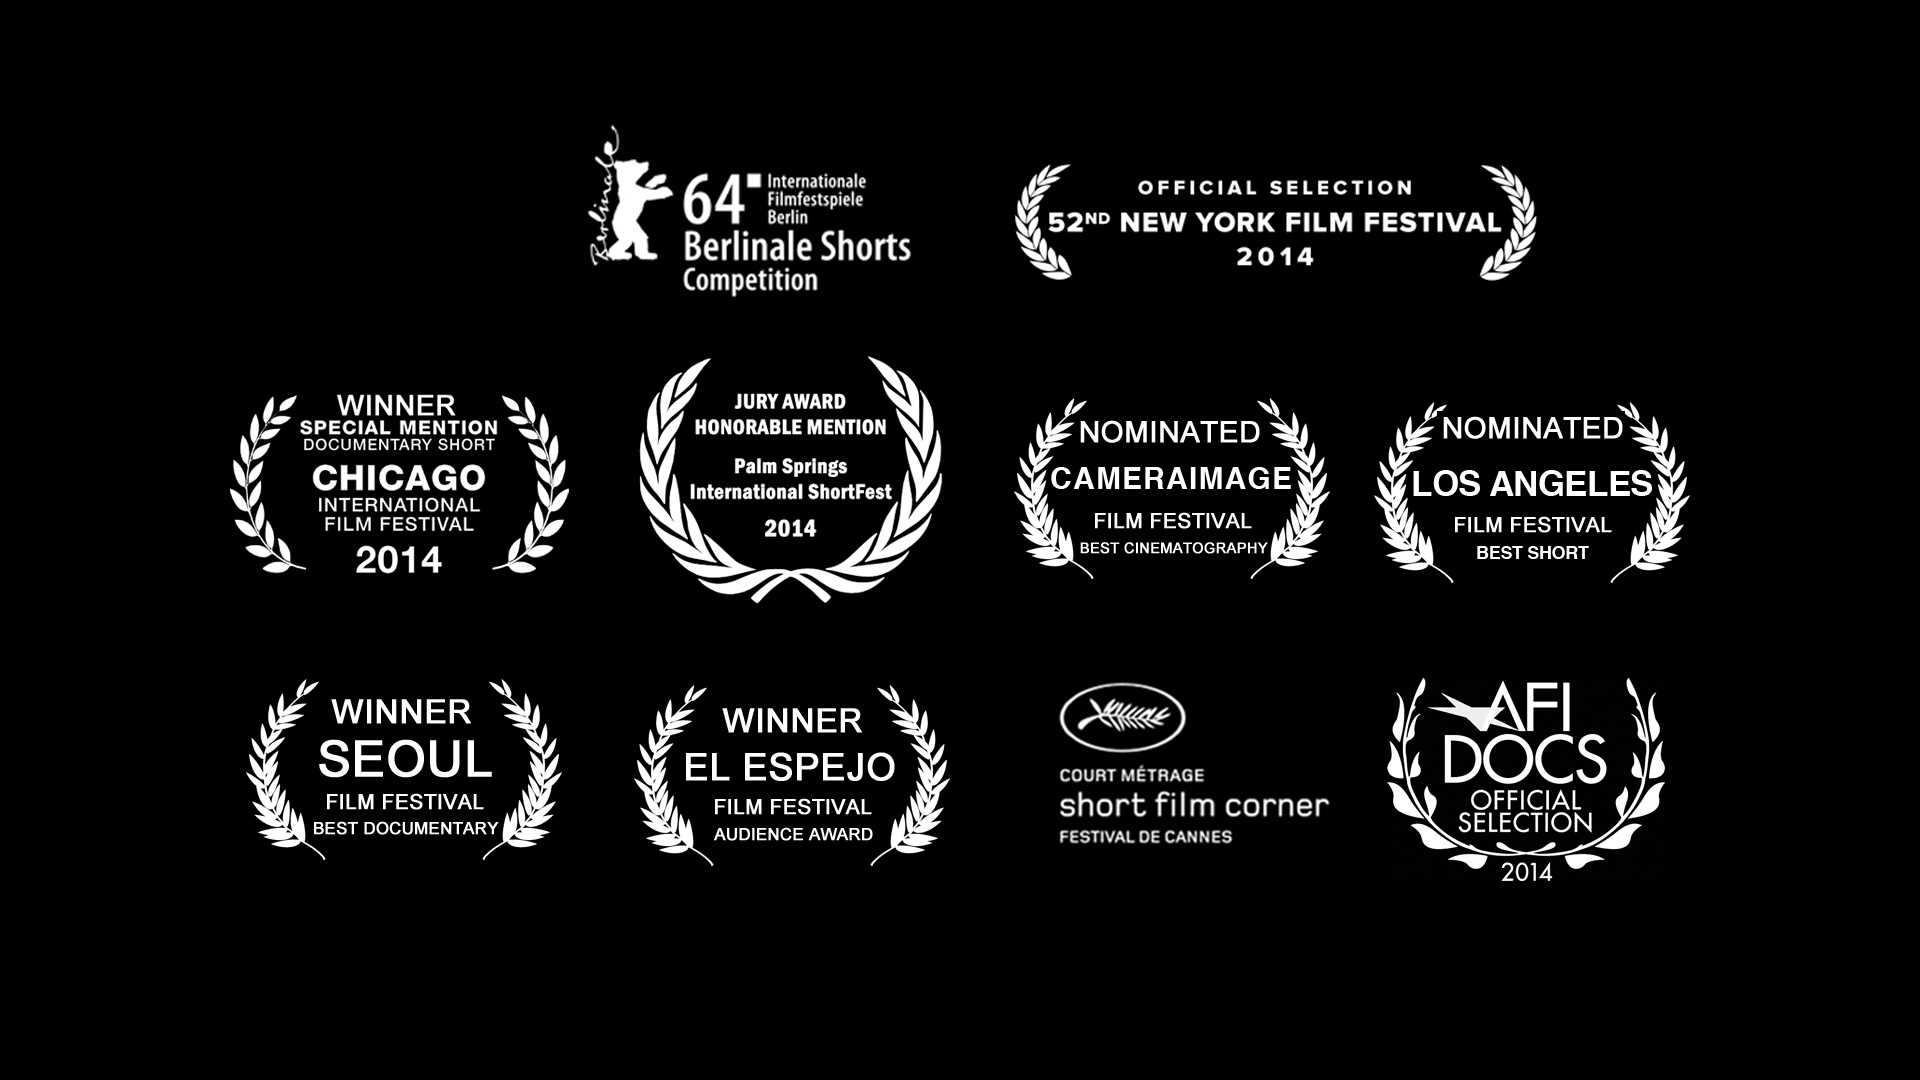 Berlinale
64
Internationale
Filmfestspiele
Berlin
Berlinale Shorts
Competition
OFFICIAL SELECTION
52ND NEW YORK FILM FESTIVAL
2014
WINNER
SPECIAL MENTION
DOCUMENTARY SHORT
CHICAGO
INTERNATIONAL
FILM FESTIVAL
2014
JURY AWARD
HONORABLE MENTION
Palm Springs
International ShortFest
2014
NOMINATED
CAMERAIMAGE
FILM FESTIVAL
BEST CINEMATOGRAPHY
NOMINATED
LOS ANGELES
FILM FESTIVAL
BEST SHORT
WINNER
SEOUL
FILM FESTIVAL
BEST DOCUMENTARY
WINNER
EL ESPEJO
FILM FESTIVAL
AUDIENCE AWARD
COURT MÉTRAGE
short film corner
FESTIVAL DE CANNES
AFI
DOCS
OFFICIAL
SELECTION
2014